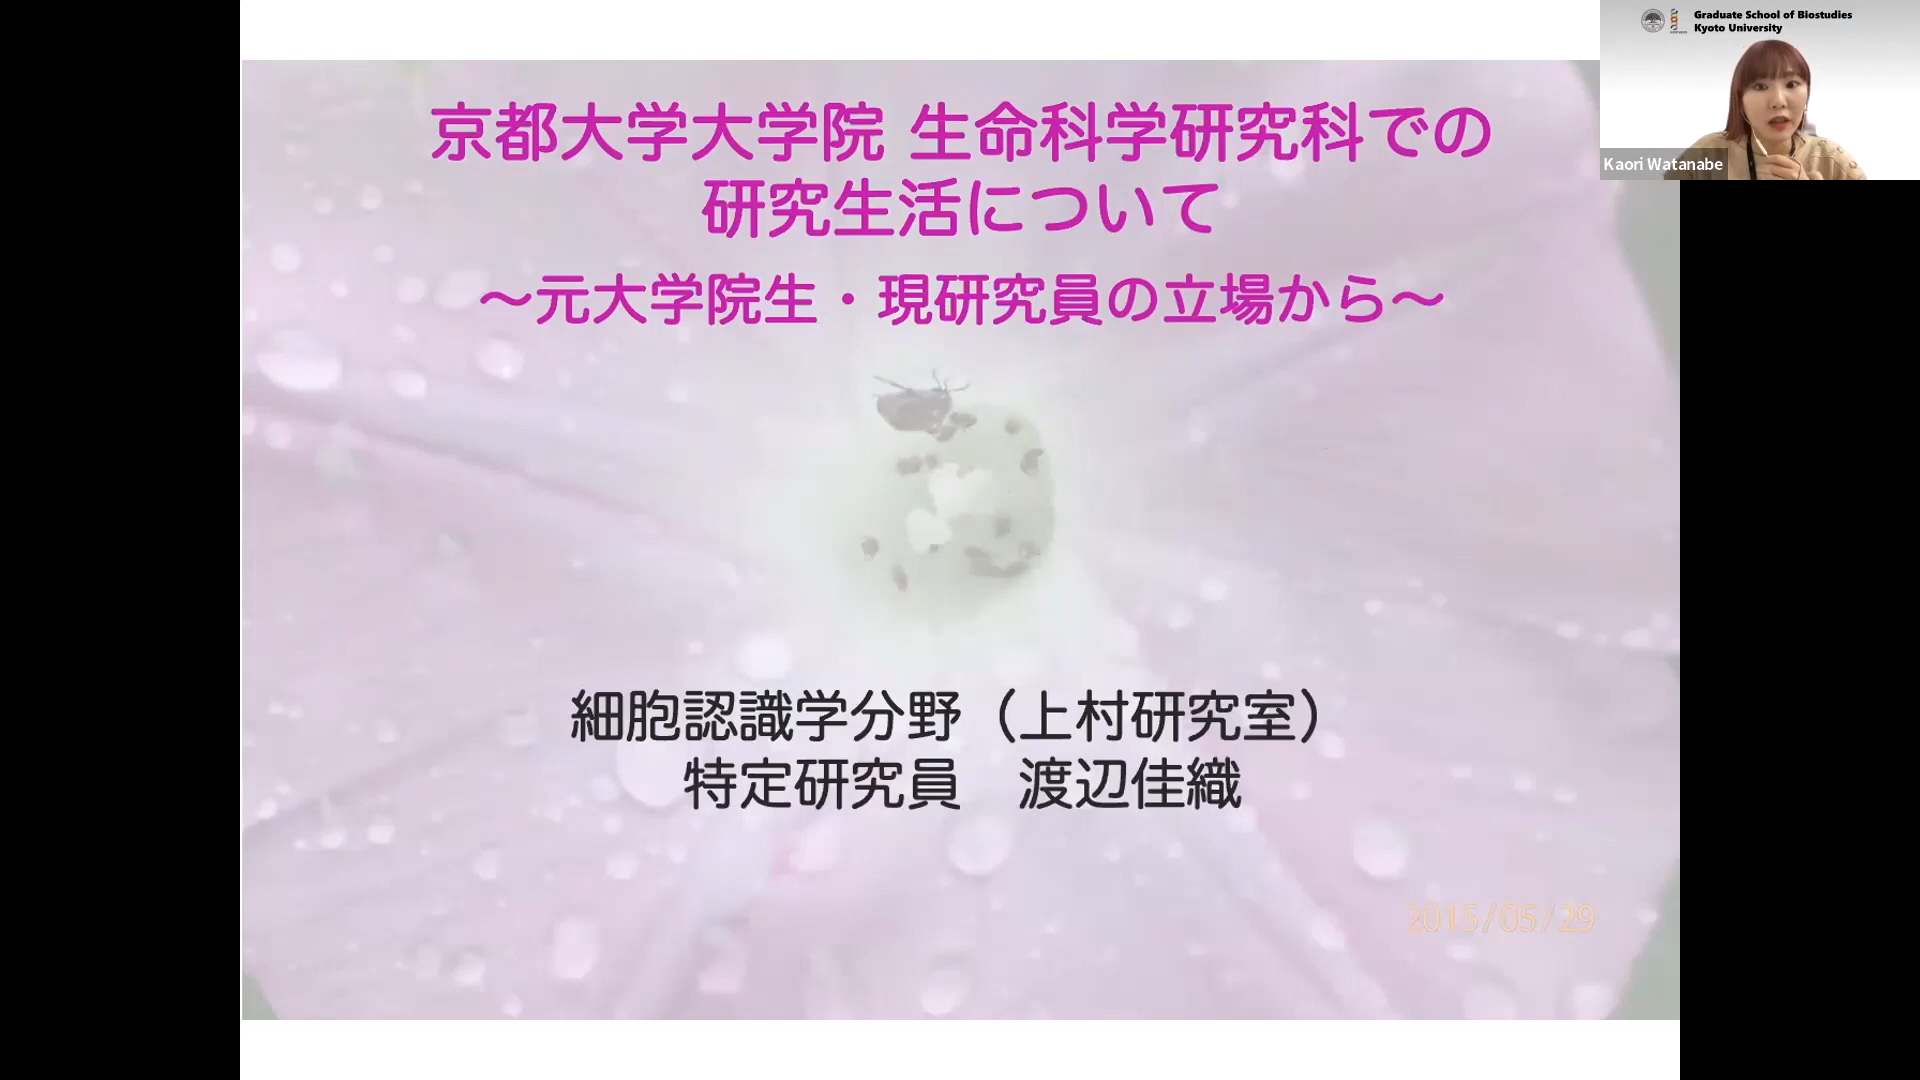 Graduate School of Biostudies
Kyoto University
Kaori Watanabe
京都大学大学院 生命科学研究科での
研究生活について
～元大学院生・現研究員の立場から～
細胞認識学分野（上村研究室）
特定研究員　渡辺佳織
2015/05/29